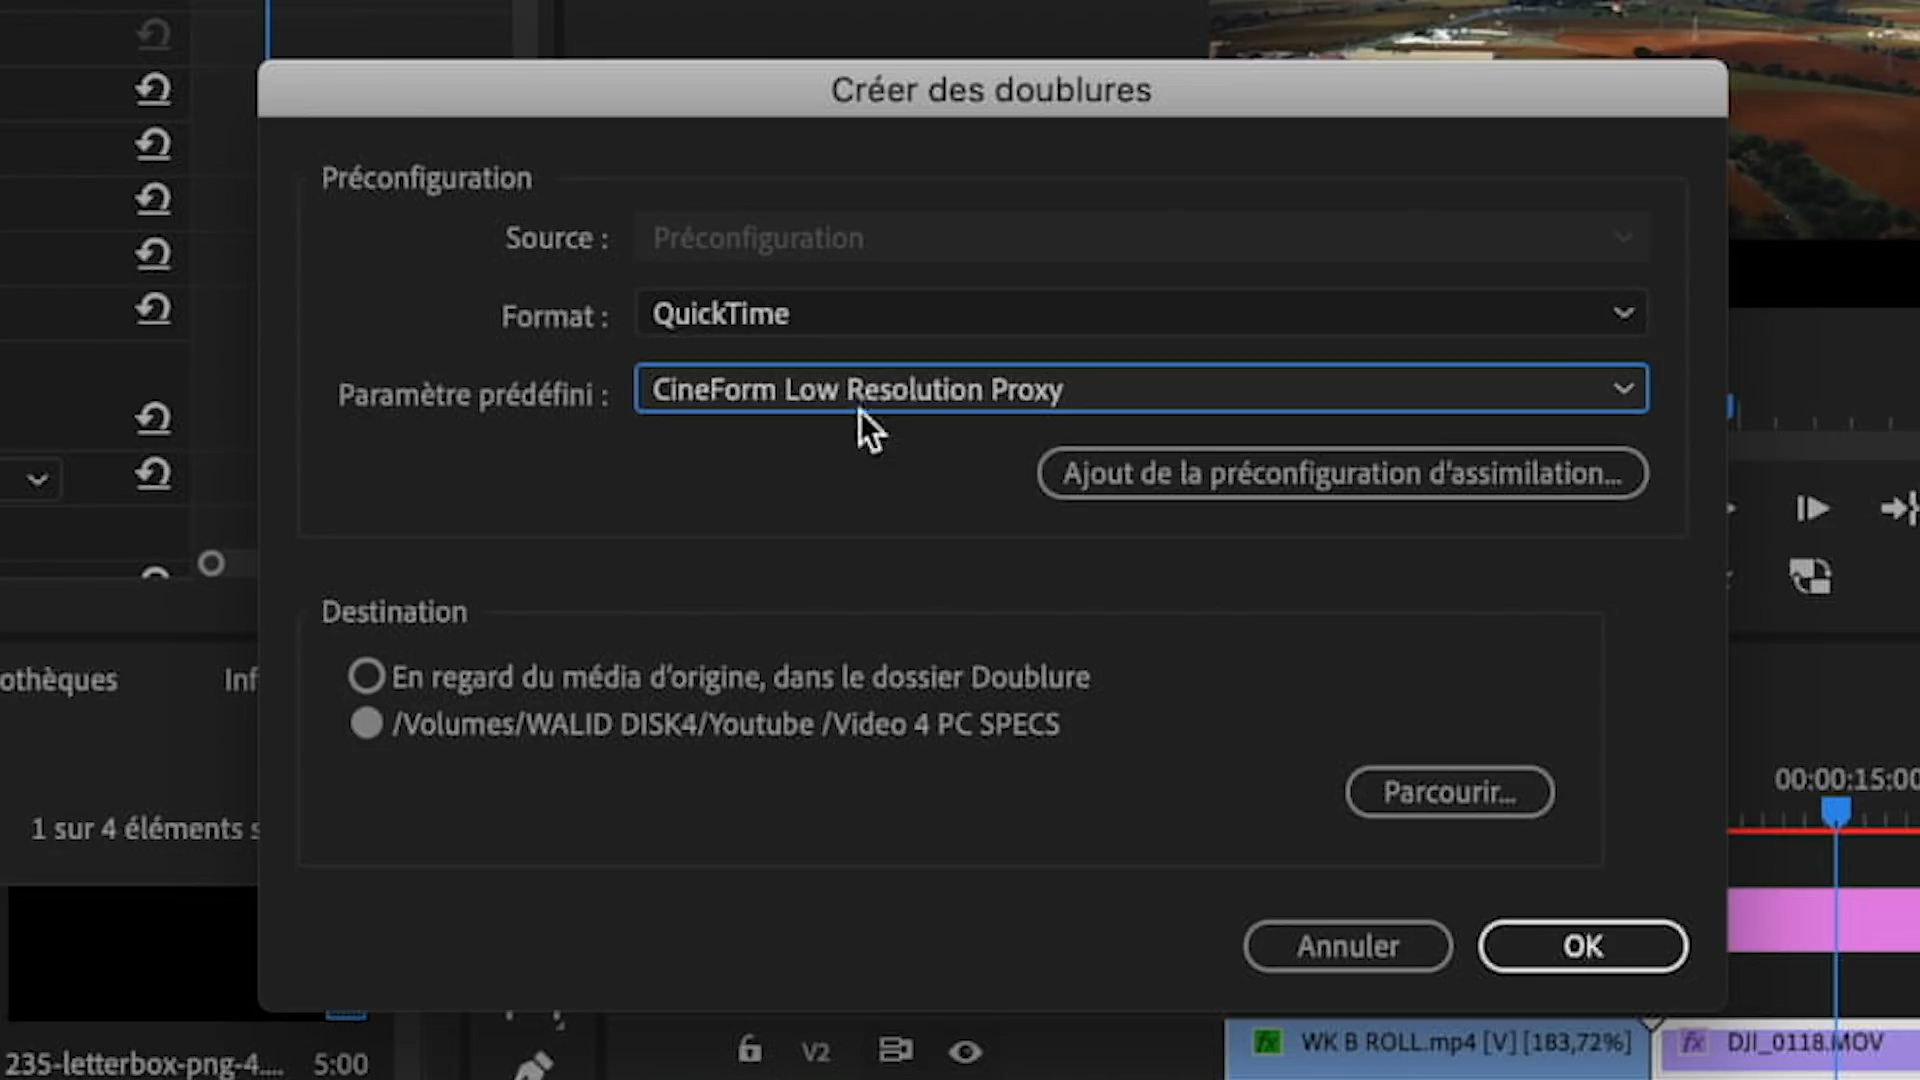 Créer des doublures
Préconfiguration
Source : Préconfiguration
Format : QuickTime
Paramètre prédéfini : CineForm Low Resolution Proxy
Ajout de la préconfiguration d'assimilation...
Destination
En regard du média d'origine, dans le dossier Doublure
/Volumes/WALID DISK4/Youtube /Video 4 PC SPECS
Parcourir...
Annuler OK
othèques Inf
1 sur 4 éléments s
00:00:15:00
235-letterbox-png-4.... 5:00
V2
fx WK B ROLL.mp4 [V] [183,72%]
fx DJI_0118.MOV